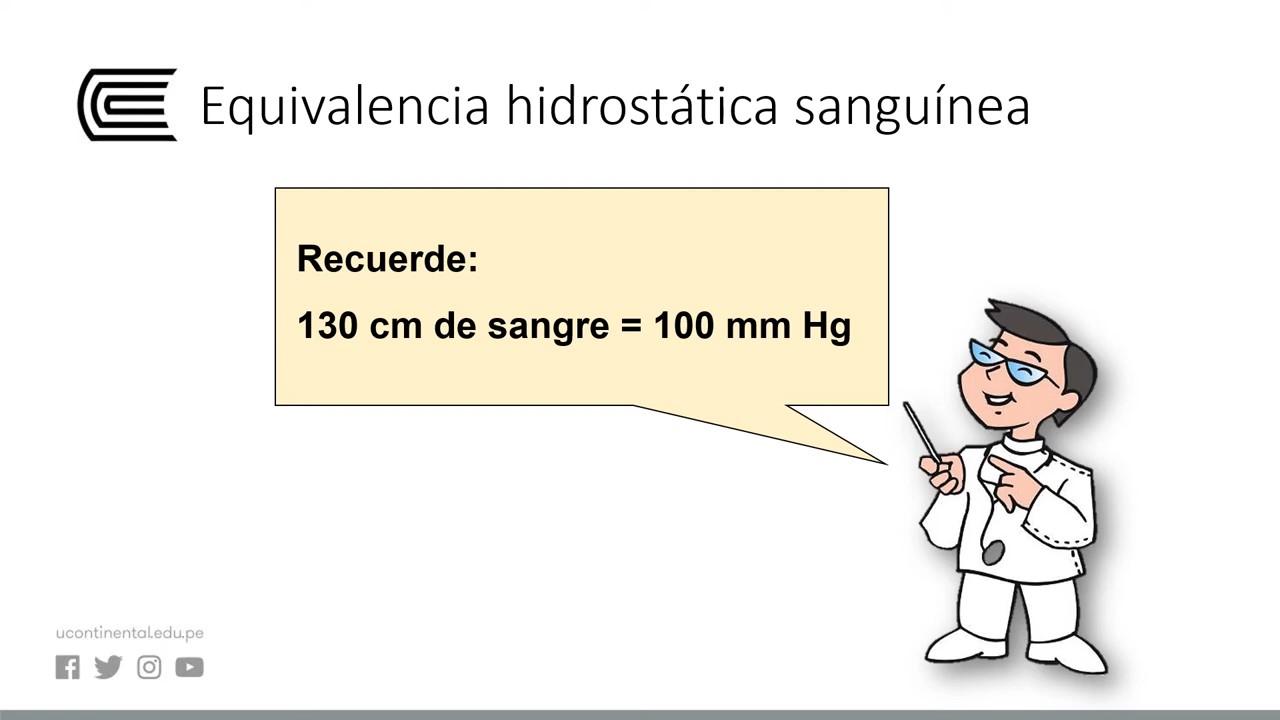 Equivalencia hidrostática sanguínea
Recuerde:
130 cm de sangre = 100 mm Hg
ucontinental.edu.pe